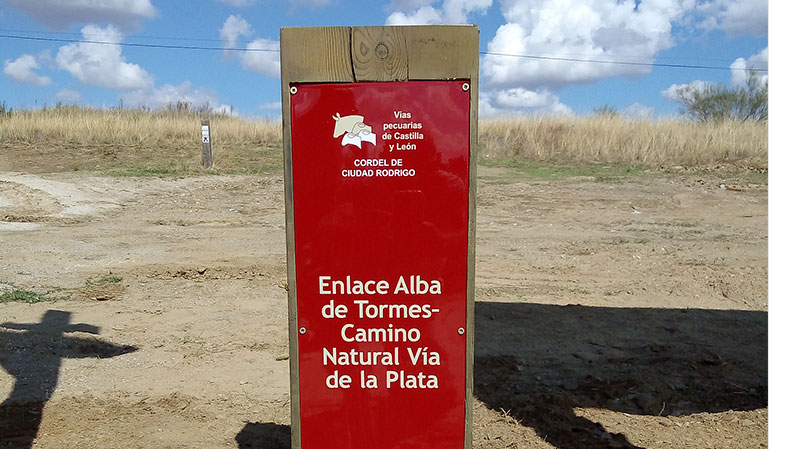 Vías
pecuarias
de Castilla
y León
CORDEL DE
CIUDAD RODRIGO
Enlace Alba
de Tormes-
Camino
Natural Vía
de la Plata